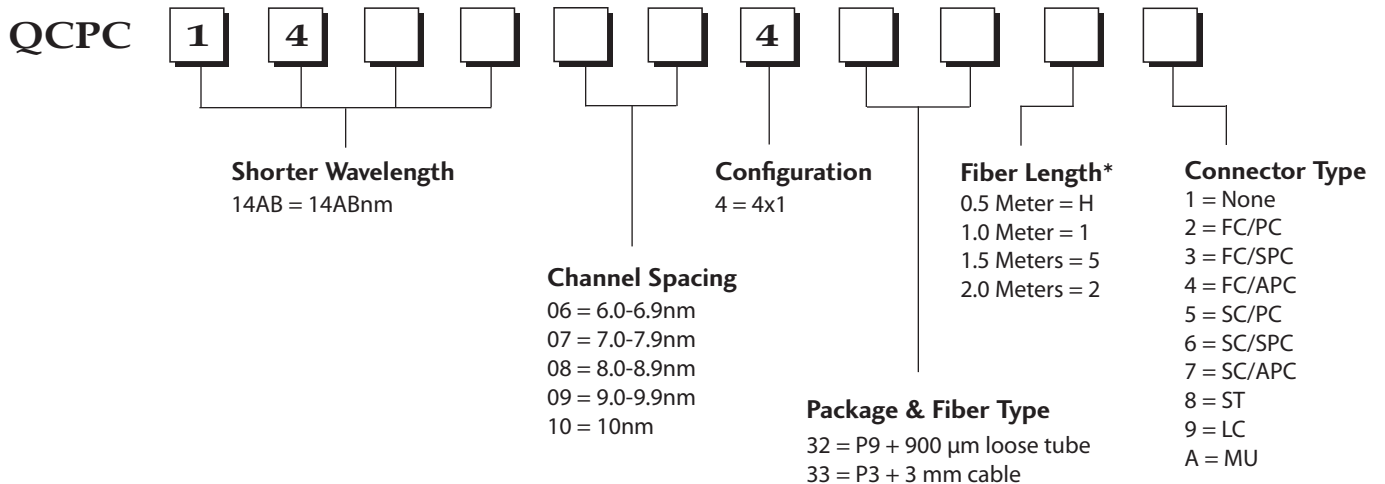 QCPC 1 4 4
Shorter Wavelength
14AB = 14ABnm
Channel Spacing
06 = 6.0-6.9nm
07 = 7.0-7.9nm
08 = 8.0-8.9nm
09 = 9.0-9.9nm
10 = 10nm
Configuration
4 = 4x1
Package & Fiber Type
32 = P9 + 900 μm loose tube
33 = P3 + 3 mm cable
Fiber Length*
0.5 Meter = H
1.0 Meter = 1
1.5 Meters = 5
2.0 Meters = 2
Connector Type
1 = None
2 = FC/PC
3 = FC/SPC
4 = FC/APC
5 = SC/PC
6 = SC/SPC
7 = SC/APC
8 = ST
9 = LC
A = MU